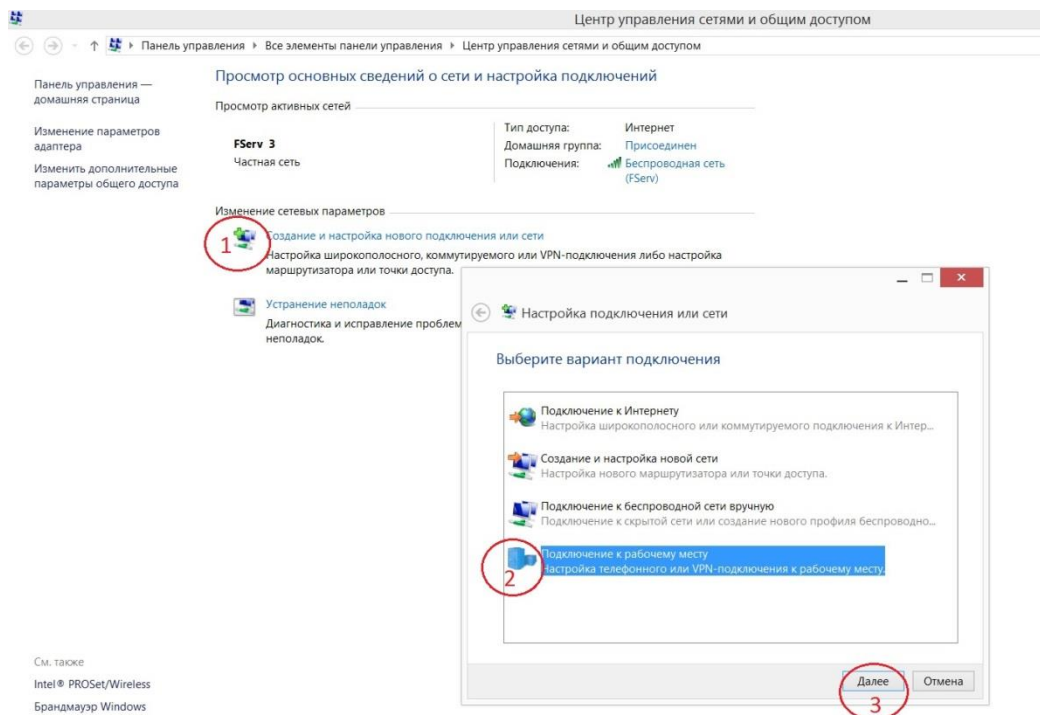 Центр управления сетями и общим доступом
Панель управления
Все элементы панели управления
Центр управления сетями и общим доступом
Панель управления —
домашняя страница
Изменение параметров
адаптера
Изменить дополнительные
параметры общего доступа
Просмотр основных сведений о сети и настройка подключений
Просмотр активных сетей
FServ 3
Частная сеть
Тип доступа: Интернет
Домашняя группа: Присоединен
Подключения: Беспроводная сеть
(FServ)
Изменение сетевых параметров
1
Создание и настройка нового подключения или сети
Настройка широкополосного, коммутируемого или VPN-подключения либо настройка
маршрутизатора или точки доступа.
Устранение неполадок
Диагностика и исправление проблем
неполадок.
Настройка подключения или сети
Выберите вариант подключения
Подключение к Интернету
Настройка широкополосного или коммутируемого подключения к Интер...
Создание и настройка новой сети
Настройка нового маршрутизатора или точки доступа.
Подключение к беспроводной сети вручную
Подключение к скрытой сети или создание нового профиля беспроводно...
2
Подключение к рабочему месту
Настройка телефонного или VPN-подключения к рабочему месту.
Далее
Отмена
3
См. также
Intel® PROSet/Wireless
Брандмауэр Windows